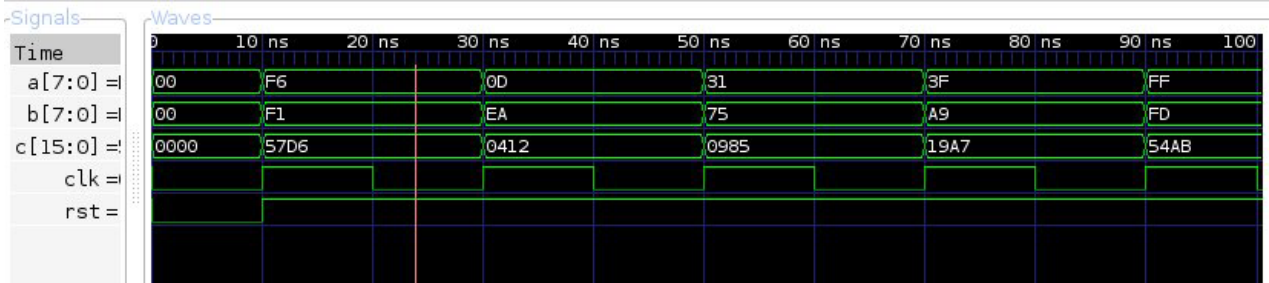 Signals Waves
Time 0 10 ns 20 ns 30 ns 40 ns 50 ns 60 ns 70 ns 80 ns 90 ns 100
a[7:0] = 00 F6 0D 31 3F FF
b[7:0] = 00 F1 EA 75 A9 FD
c[15:0] = 0000 57D6 0412 0985 19A7 54AB
clk =
rst =